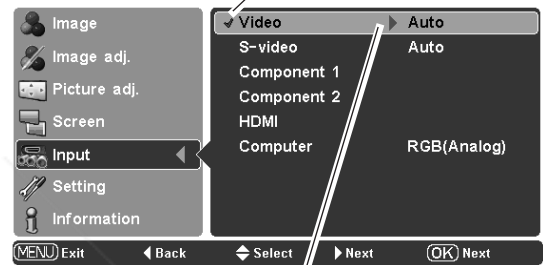 Image
Image adj.
Picture adj.
Screen
Input
Setting
Information
Video Auto
S-video Auto
Component 1
Component 2
HDMI
Computer RGB(Analog)
MENU Exit Back Select Next OK Next